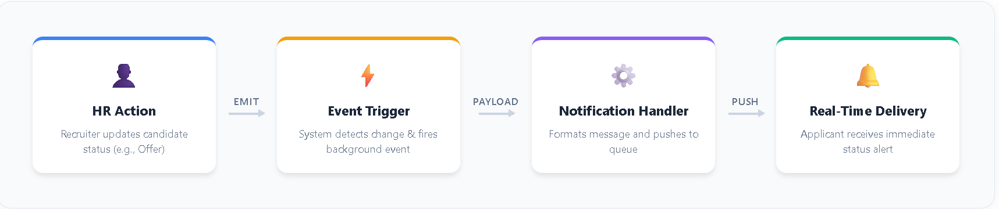 HR Action
Recruiter updates candidate
status (e.g., Offer)
EMIT
Event Trigger
System detects change & fires
background event
PAYLOAD
Notification Handler
Formats message and pushes to
queue
PUSH
Real-Time Delivery
Applicant receives immediate
status alert